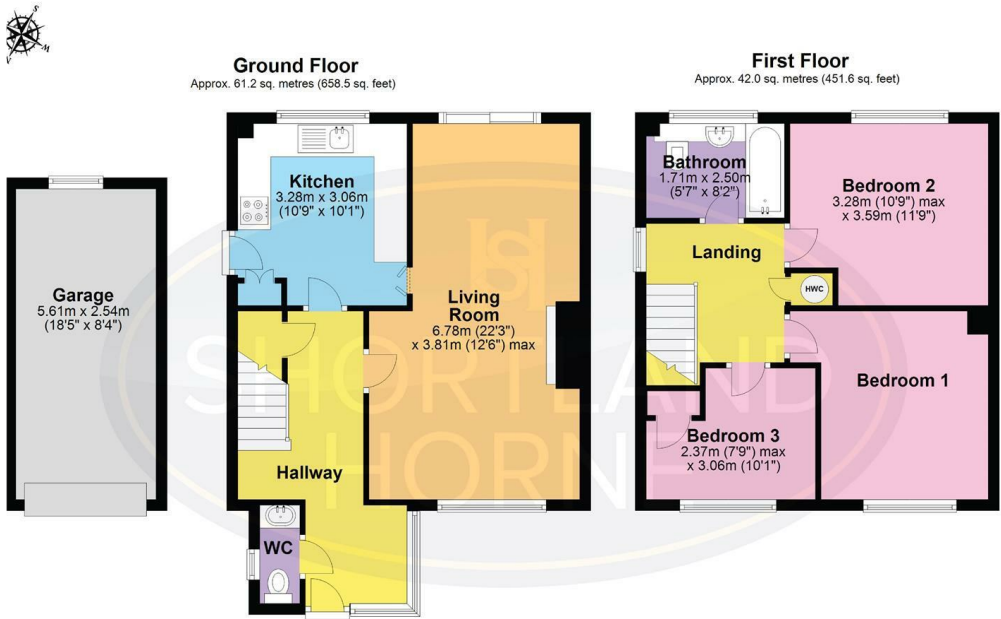 Ground Floor
Approx. 61.2 sq. metres (658.5 sq. feet)
First Floor
Approx. 42.0 sq. metres (451.6 sq. feet)
Kitchen
3.28m x 3.06m
(10'9" x 10'1")
Bathroom
1.71m x 2.50m
(5'7" x 8'2")
Bedroom 2
3.28m (10'9") max
x 3.59m (11'9")
Landing
HWC
Garage
5.61m x 2.54m
(18'5" x 8'4")
Living
Room
6.78m (22'3")
x 3.81m (12'6") max
Bedroom 1
Bedroom 3
2.37m (7'9") max
x 3.06m (10'1")
Hallway
WC
SHORTLAND
HORNE